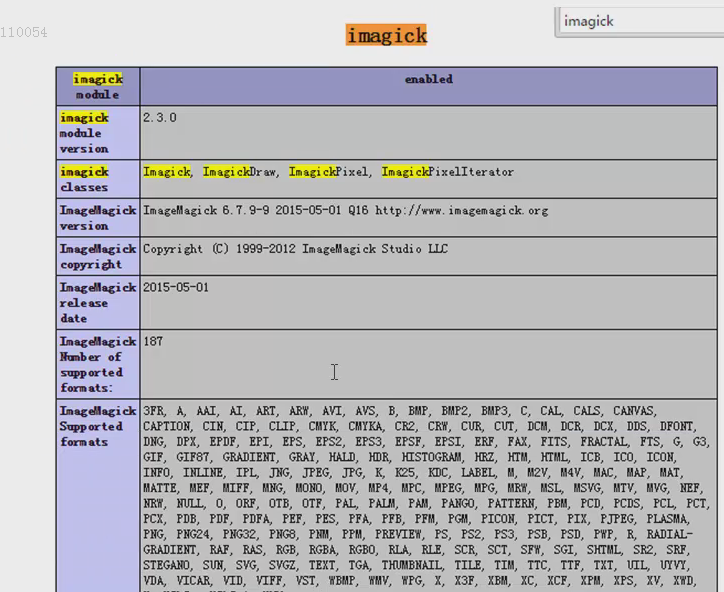 110054
imagick
imagick
imagick module
enabled
imagick module version
2.3.0
imagick classes
Imagick, ImagickDraw, ImagickPixel, ImagickPixelIterator
ImageMagick version
ImageMagick 6.7.9-9 2015-05-01 Q16 http://www.imagemagick.org
ImageMagick copyright
Copyright (C) 1999-2012 ImageMagick Studio LLC
ImageMagick release date
2015-05-01
ImageMagick Number of supported formats:
187
ImageMagick Supported formats
3FR, A, AAI, AI, ART, ARW, AVI, AVS, B, BMP, BMP2, BMP3, C, CAL, CALS, CANVAS,
CAPTION, CIN, CIP, CLIP, CMYK, CMYKA, CR2, CRW, CUR, CUT, DCM, DCR, DCX, DDS, DFONT,
DNG, DPX, EPDF, EPI, EPS, EPS2, EPS3, EPSF, EPSI, ERF, FAX, FITS, FRACTAL, FTS, G, G3,
GIF, GIF87, GRADIENT, GRAY, HALD, HDR, HISTOGRAM, HRZ, HTM, HTML, ICB, ICO, ICON,
INFO, INLINE, IPL, JNG, JPEG, JPG, K, K25, KDC, LABEL, M, M2V, M4V, MAC, MAP, MAT,
MATTE, MEF, MIFF, MNG, MONO, MOV, MP4, MPC, MPEG, MPG, MRW, MSL, MSVG, MTV, MVG, NEF,
NRW, NULL, O, ORF, OTB, OTF, PAL, PALM, PAM, PANGO, PATTERN, PBM, PCD, PCDS, PCL, PCT,
PCX, PDB, PDF, PDFA, PEF, PES, PFA, PFB, PFM, PGM, PICON, PICT, PIX, PJPEG, PLASMA,
PNG, PNG24, PNG32, PNG8, PNM, PPM, PREVIEW, PS, PS2, PS3, PSB, PSD, PWP, R, RADIAL-
GRADIENT, RAF, RAS, RGB, RGBA, RGBO, RLA, RLE, SCR, SCT, SFW, SGI, SHTML, SR2, SRF,
STEGANO, SUN, SVG, SVGZ, TEXT, TGA, THUMBNAIL, TILE, TIM, TTC, TTF, TXT, UIL, UYVY,
VDA, VICAR, VID, VIFF, VST, WBMP, WMV, WPG, X, X3F, XBM, XC, XCF, XPM, XPS, XV, XWD,